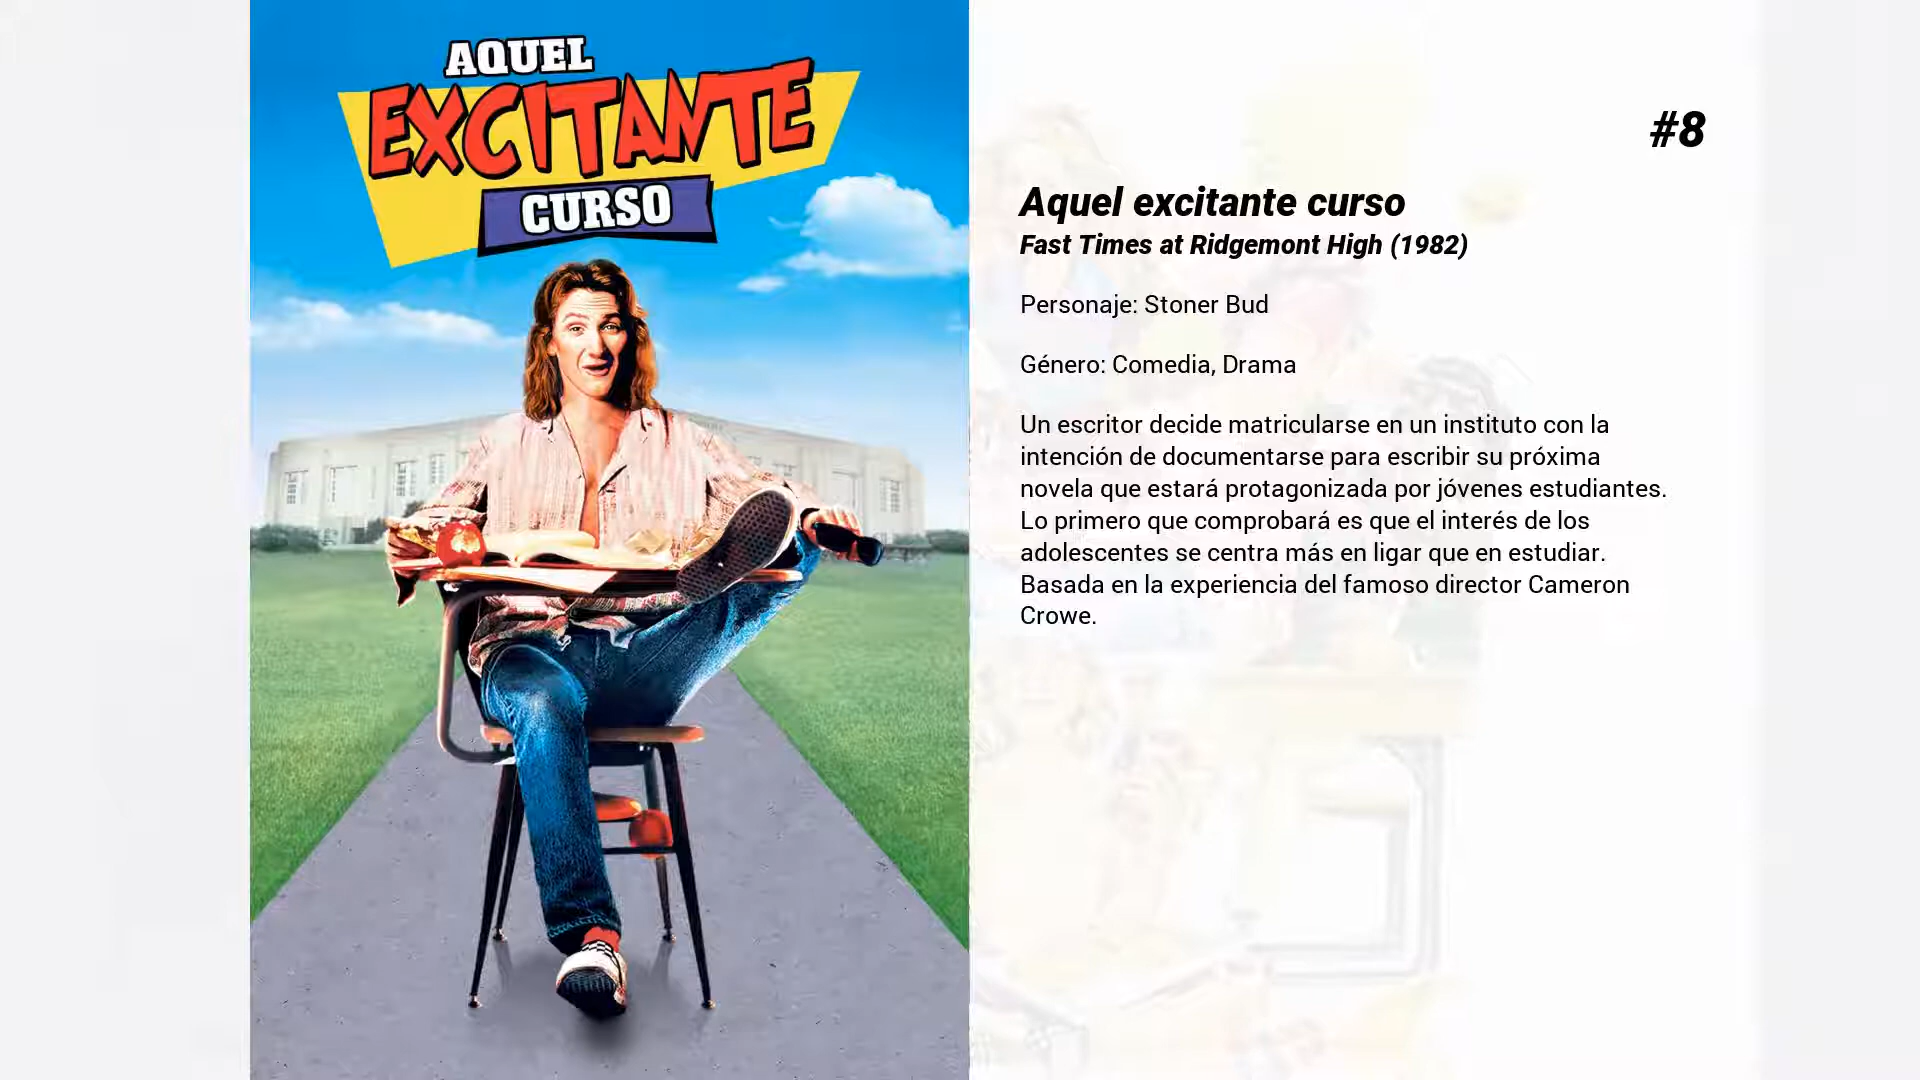 AQUEL
EXCITANTE
CURSO
#8
Aquel excitante curso
Fast Times at Ridgemont High (1982)
Personaje: Stoner Bud
Género: Comedia, Drama
Un escritor decide matricularse en un instituto con la
intención de documentarse para escribir su próxima
novela que estará protagonizada por jóvenes estudiantes.
Lo primero que comprobará es que el interés de los
adolescentes se centra más en ligar que en estudiar.
Basada en la experiencia del famoso director Cameron
Crowe.